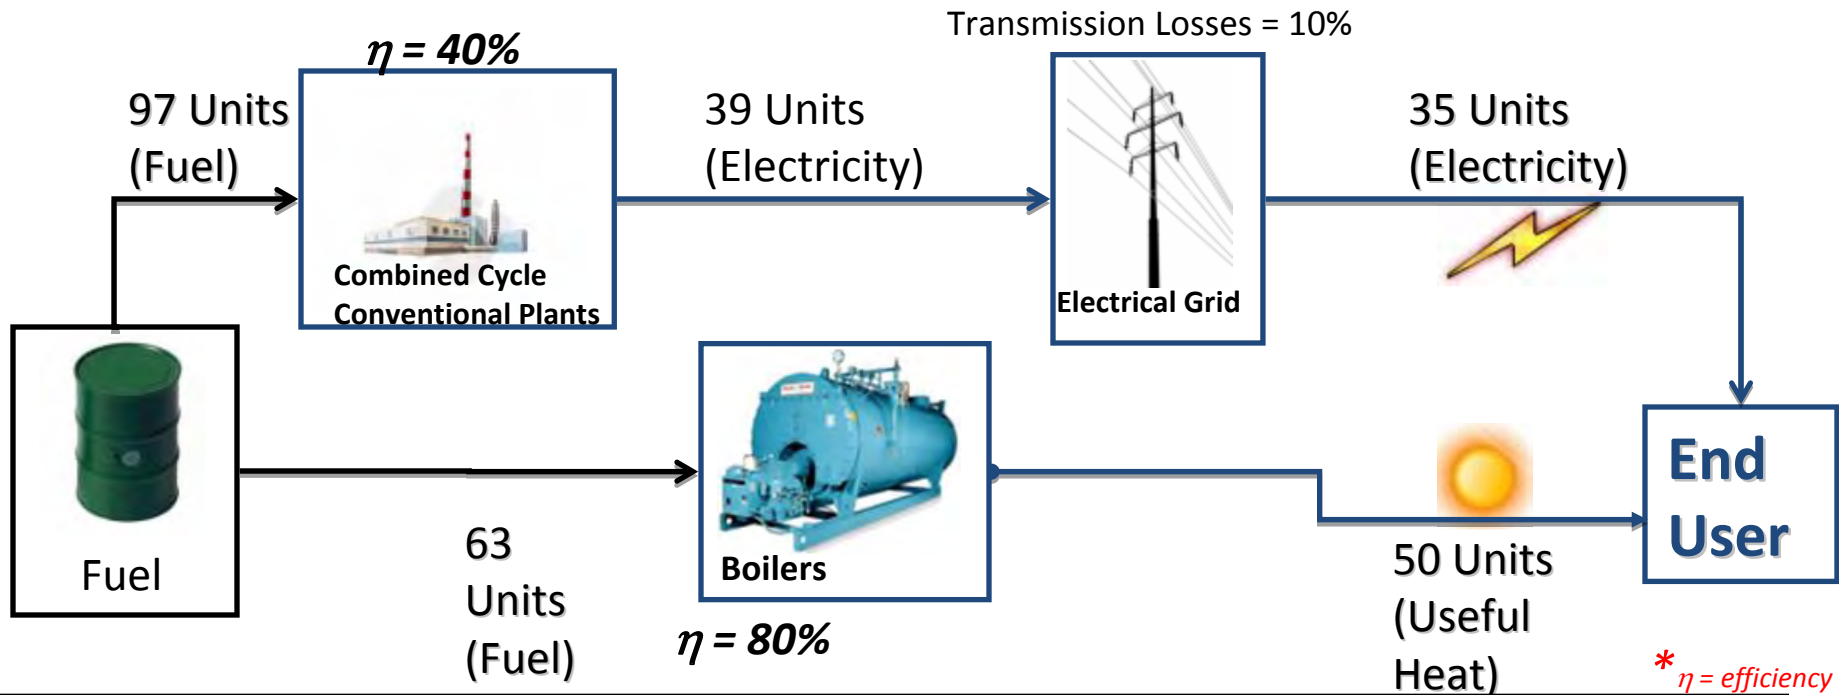 Transmission Losses = 10%
η = 40%
97 Units
(Fuel)
39 Units
(Electricity)
35 Units
(Electricity)
Combined Cycle
Conventional Plants
Electrical Grid
Fuel
63
Units
(Fuel)
Boilers
η = 80%
50 Units
(Useful
Heat)
End
User
* η = efficiency